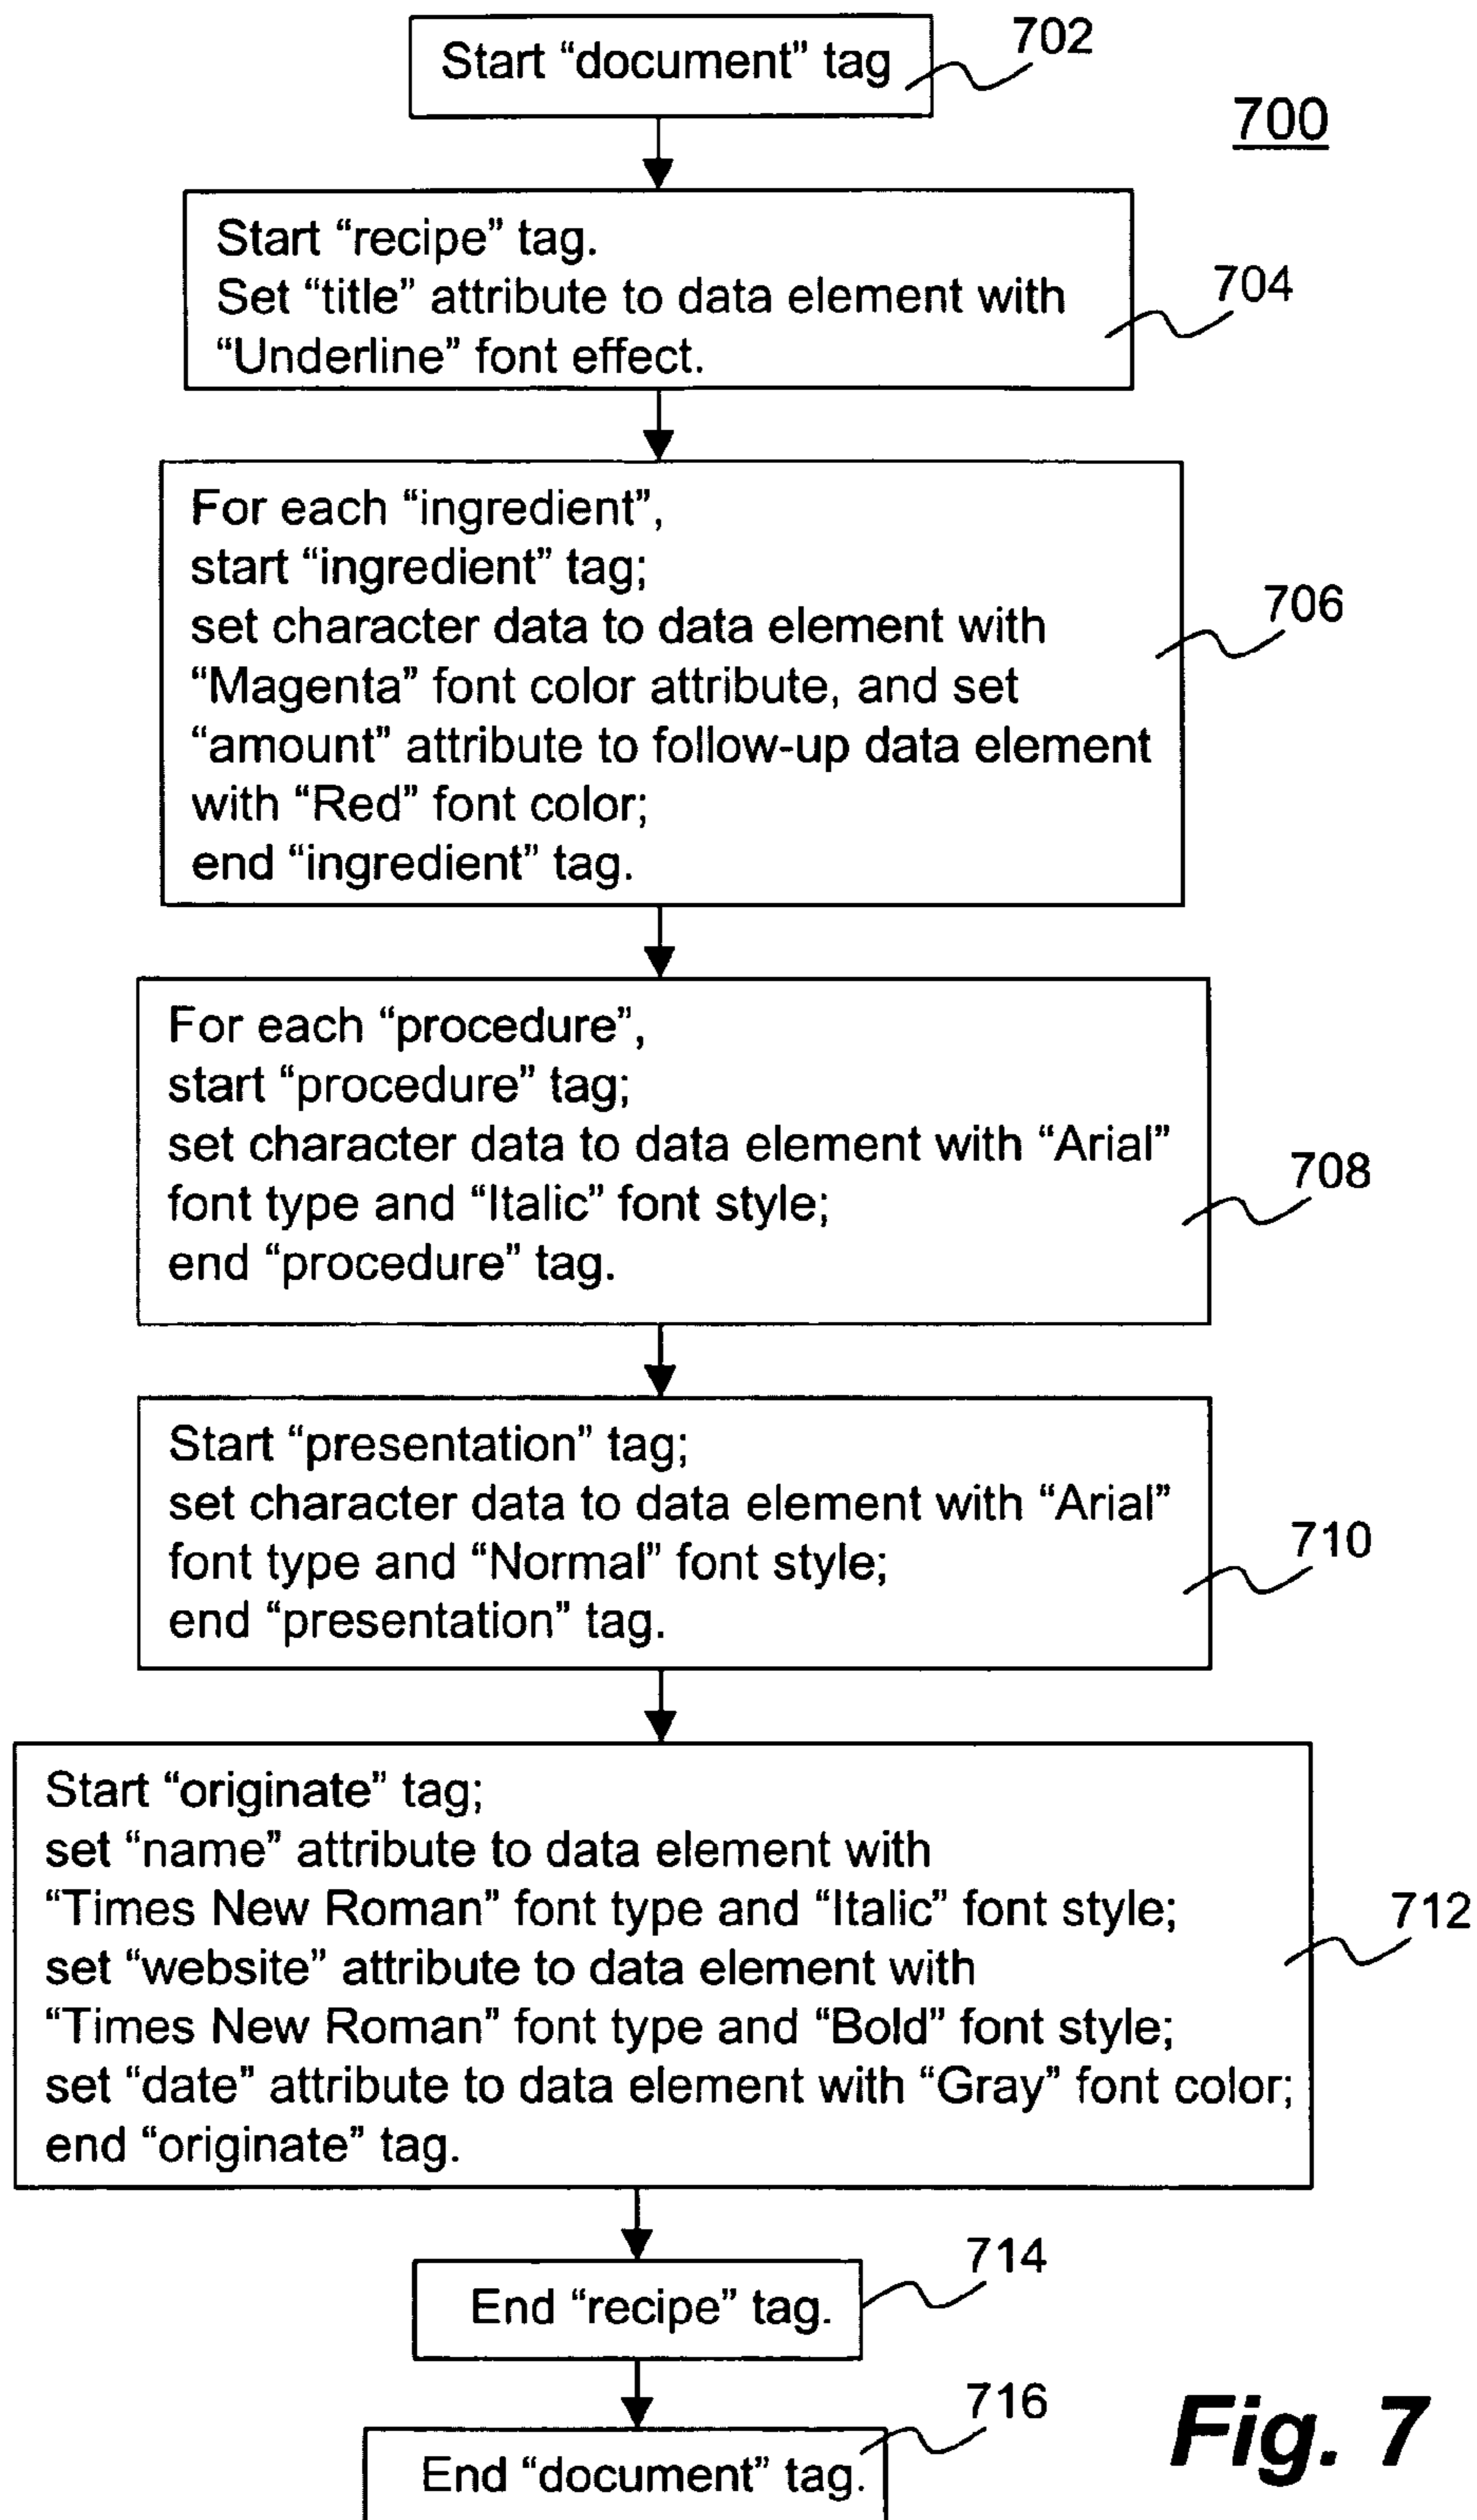 Start “document” tag
702
700
Start “recipe” tag.
Set “title” attribute to data element with
“Underline” font effect.
704
For each “ingredient”,
start “ingredient” tag;
set character data to data element with
“Magenta” font color attribute, and set
“amount” attribute to follow-up data element
with “Red” font color;
end “ingredient” tag.
706
For each “procedure”,
start “procedure” tag;
set character data to data element with “Arial”
font type and “Italic” font style;
end “procedure” tag.
708
Start “presentation” tag;
set character data to data element with “Arial”
font type and “Normal” font style;
end “presentation” tag.
710
Start “originate” tag;
set “name” attribute to data element with
“Times New Roman” font type and “Italic” font style;
set “website” attribute to data element with
“Times New Roman” font type and “Bold” font style;
set “date” attribute to data element with “Gray” font color;
end “originate” tag.
712
End “recipe” tag.
714
End “document” tag.
716
Fig. 7